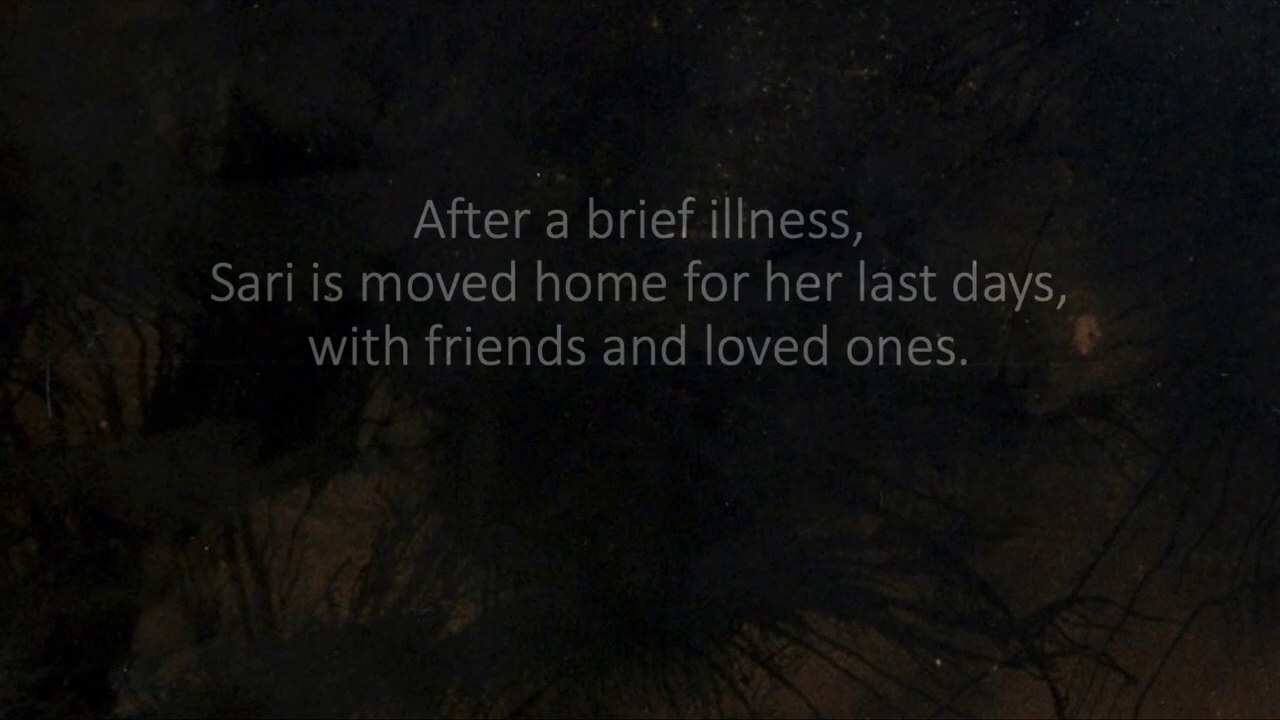 After a brief illness,
Sari is moved home for her last days,
with friends and loved ones.